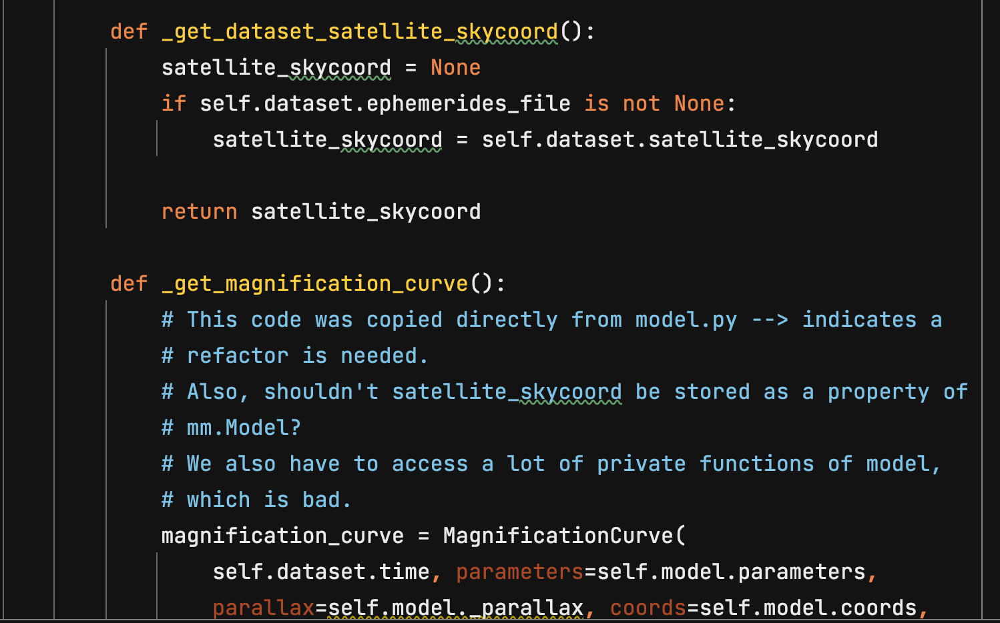 def _get_dataset_satellite_skycoord():
satellite_skycoord = None
if self.dataset.ephemerides_file is not None:
satellite_skycoord = self.dataset.satellite_skycoord
return satellite_skycoord
def _get_magnification_curve():
# This code was copied directly from model.py --> indicates a
# refactor is needed.
# Also, shouldn't satellite_skycoord be stored as a property of
# mm.Model?
# We also have to access a lot of private functions of model,
# which is bad.
magnification_curve = MagnificationCurve(
self.dataset.time, parameters=self.model.parameters,
parallax=self.model._parallax, coords=self.model.coords,